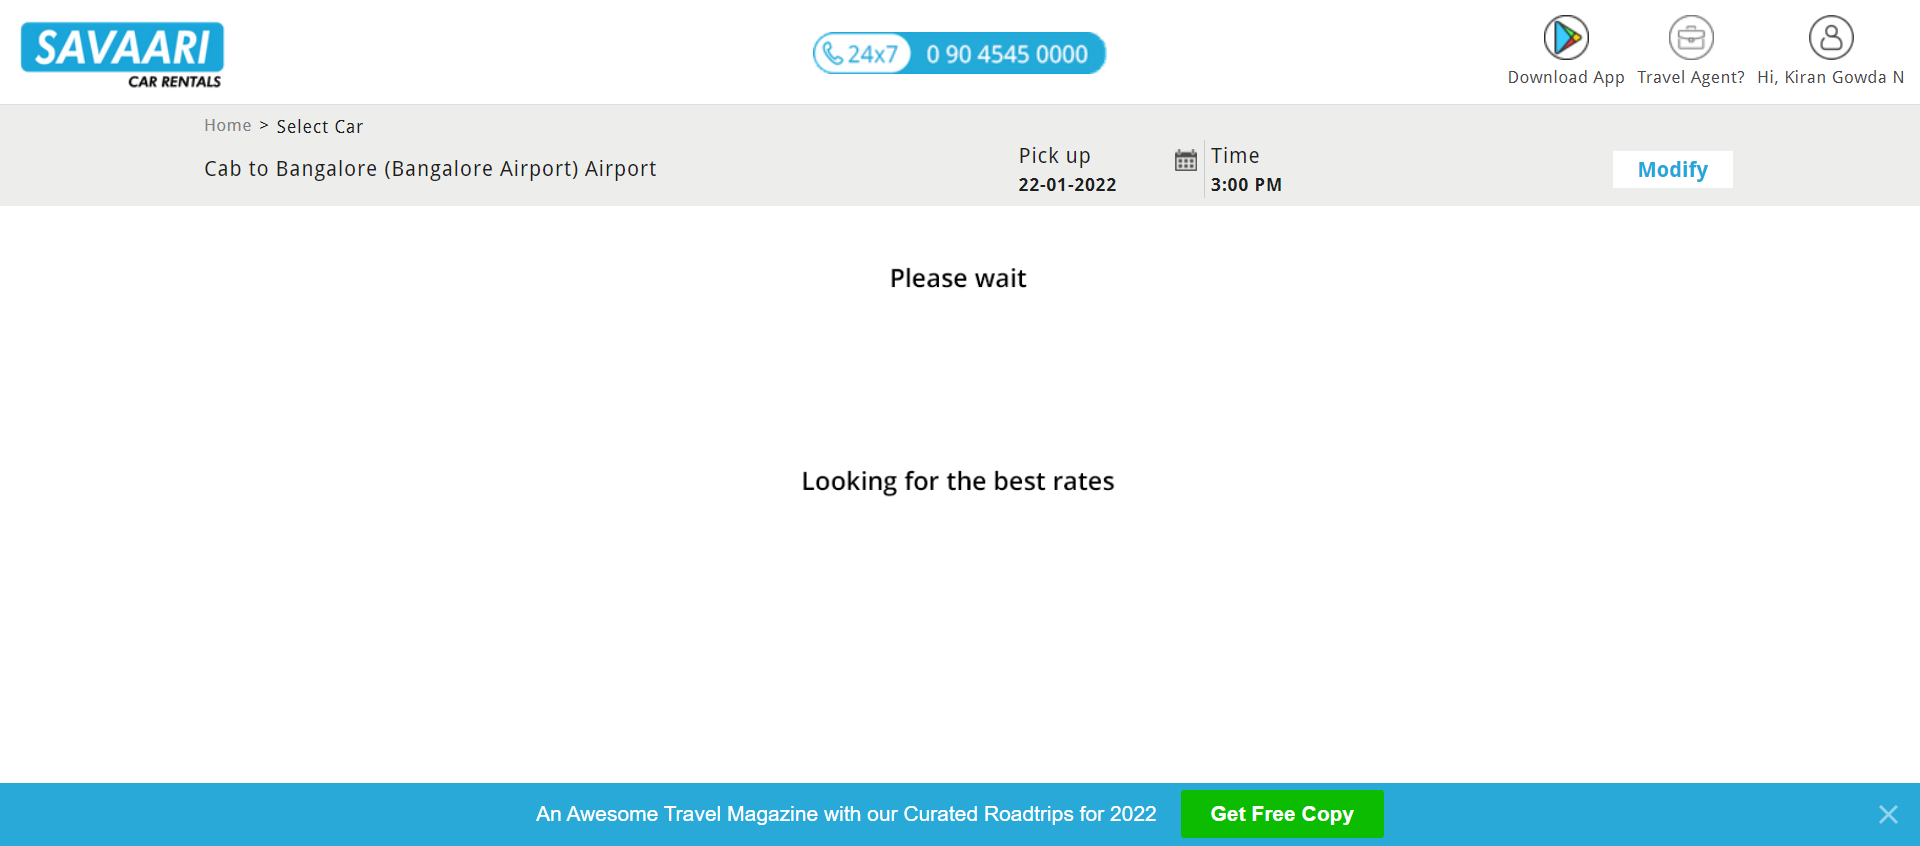 SAVAARI
CAR RENTALS
24x7 0 90 4545 0000
Download App
Travel Agent?
Hi, Kiran Gowda N
Home > Select Car
Cab to Bangalore (Bangalore Airport) Airport
Pick up
22-01-2022
Time
3:00 PM
Modify
Please wait
Looking for the best rates
An Awesome Travel Magazine with our Curated Roadtrips for 2022
Get Free Copy